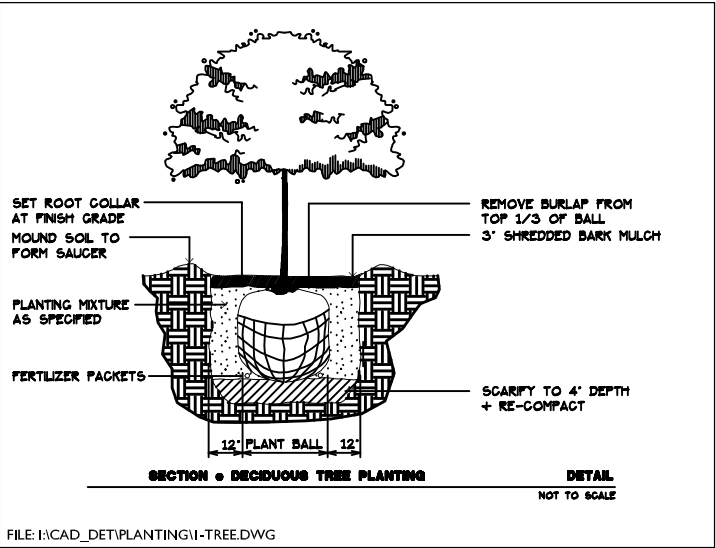 SET ROOT COLLAR
AT FINISH GRADE
MOUND SOIL TO
FORM SAUCER
PLANTING MIXTURE
AS SPECIFIED
FERTILIZER PACKETS
REMOVE BURLAP FROM
TOP 1/3 OF BALL
3" SHREDDED BARK MULCH
SCARIFY TO 4" DEPTH
+ RE-COMPACT
12" PLANT BALL 12"
SECTION @ DECIDUOUS TREE PLANTING DETAIL
NOT TO SCALE
FILE: I:\CAD_DET\PLANTING\1-TREE.DWG